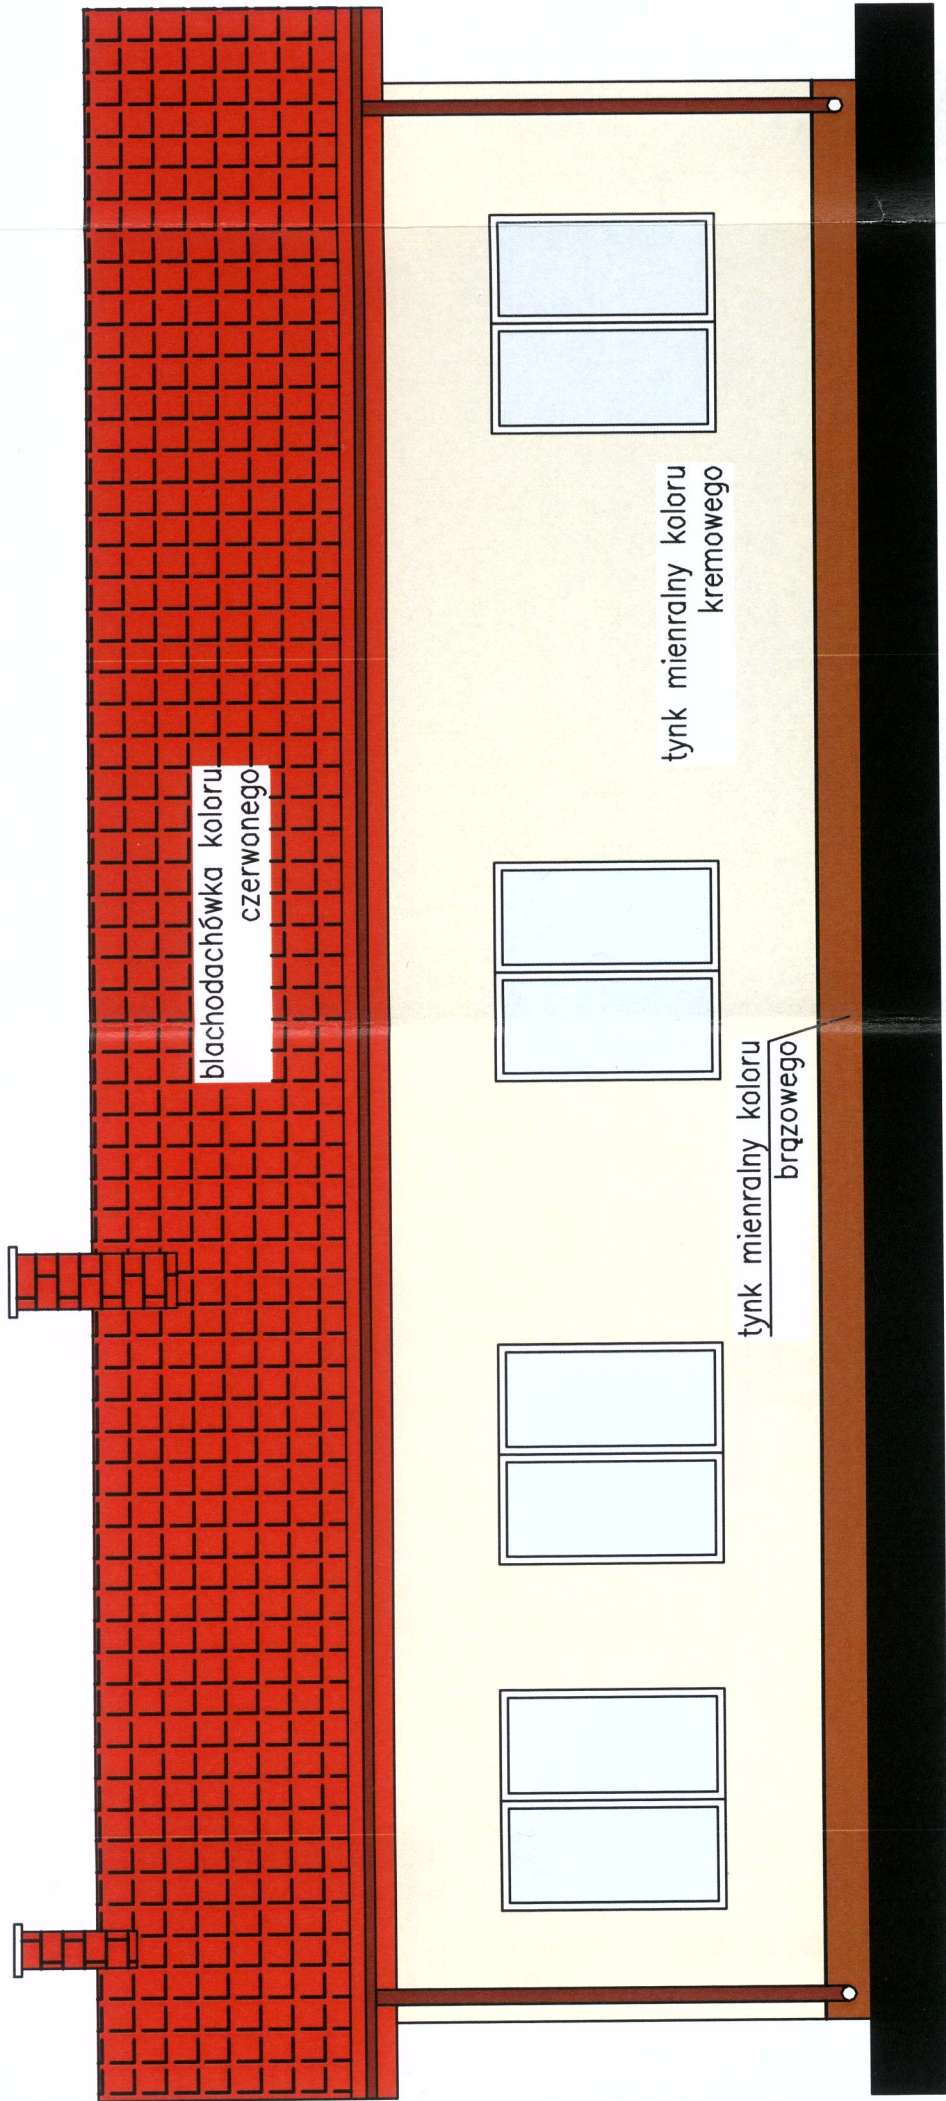 blachodachówka koloru
czerwonego
tynk mienralny koloru
kremowego
tynk mienralny koloru
brązowego